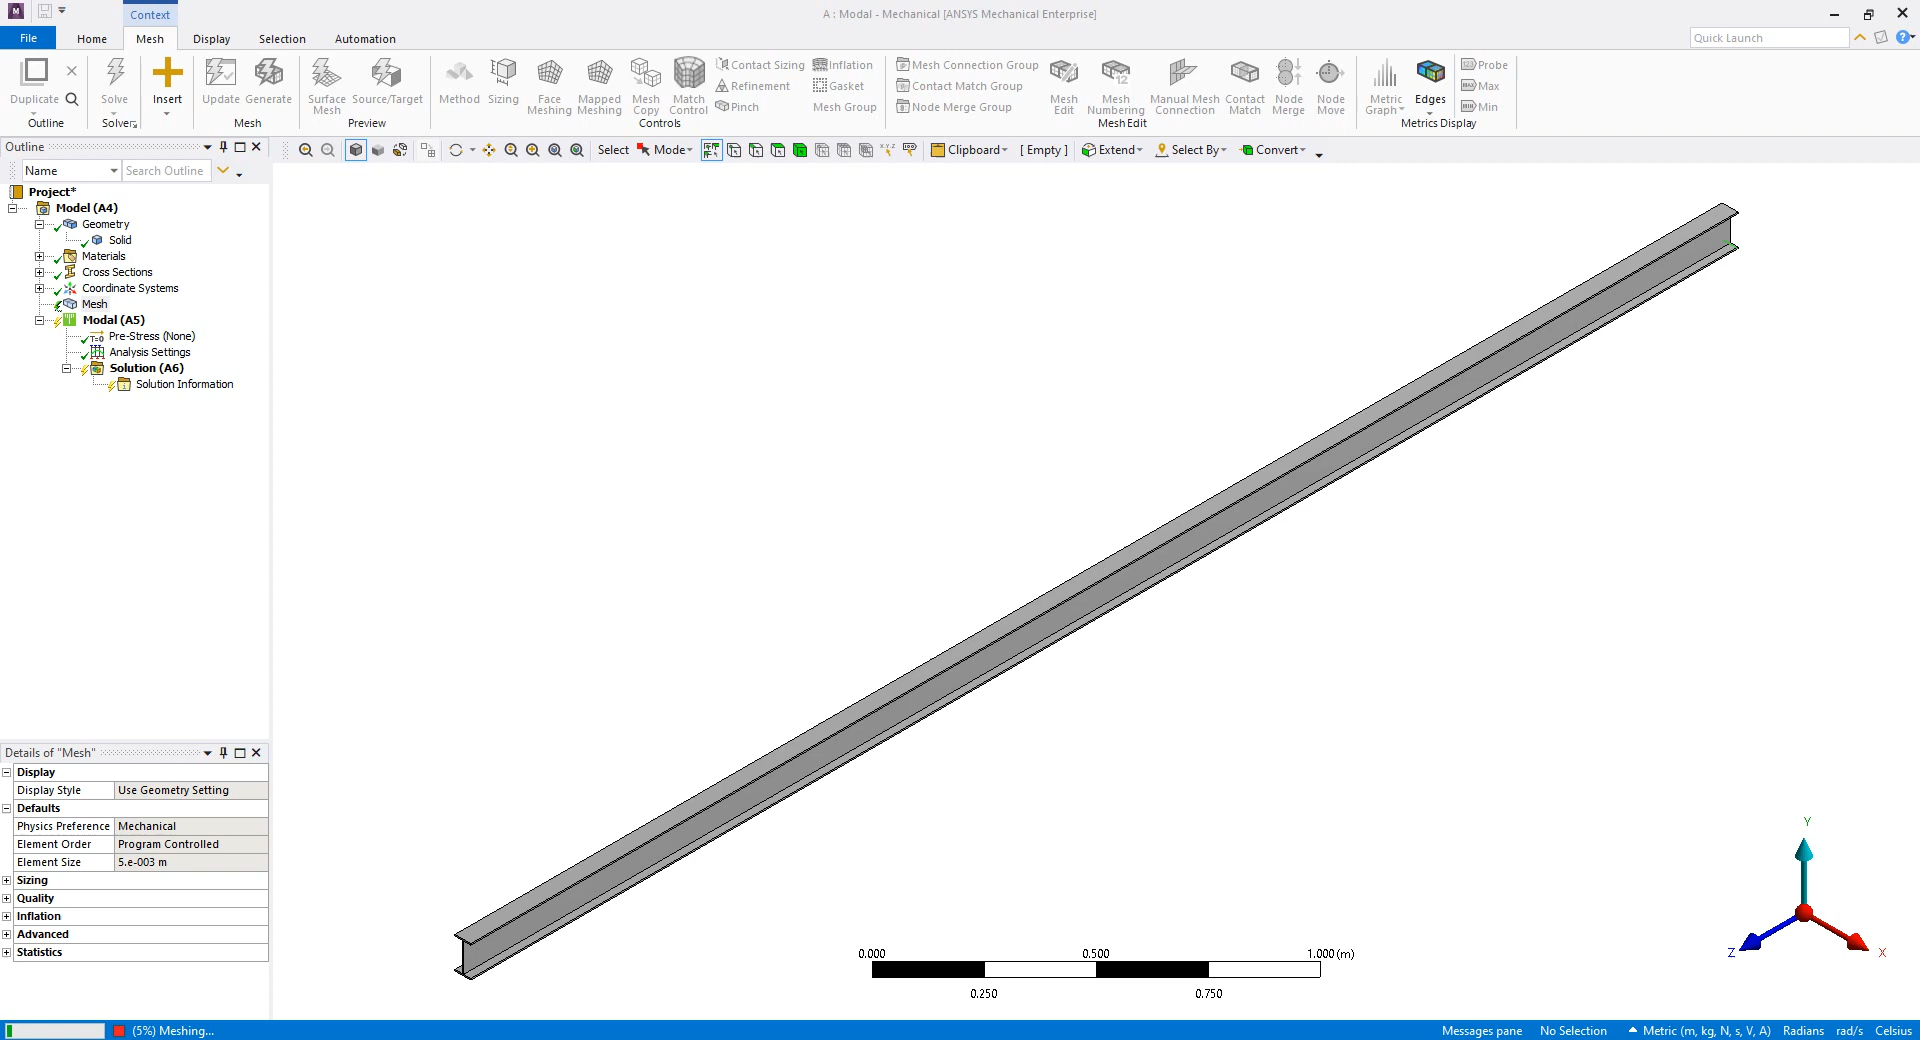 M
Context
A : Modal - Mechanical [ANSYS Mechanical Enterprise]
File Home Mesh Display Selection Automation
Quick Launch
Duplicate
Outline
Solve
Solver
Insert
Update Generate
Mesh
Surface Mesh
Source/Target
Preview
Method Sizing
Face Meshing
Mapped Meshing
Mesh Copy
Match Control
Contact Sizing
Refinement
Pinch
Inflation
Gasket
Mesh Group
Controls
Mesh Connection Group
Contact Match Group
Node Merge Group
Mesh Edit
Mesh Numbering
Manual Mesh Connection
Contact Match
Node Merge
Node Move
Mesh Edit
Metric Graph
Edges
Probe
Max
Min
Metrics Display
Outline
Select Mode Clipboard [ Empty ] Extend Select By Convert
Name Search Outline
Project*
Model (A4)
Geometry
Solid
Materials
Cross Sections
Coordinate Systems
Mesh
Modal (A5)
T=0 Pre-Stress (None)
Analysis Settings
Solution (A6)
Solution Information
Details of "Mesh"
Display
Display Style Use Geometry Setting
Defaults
Physics Preference Mechanical
Element Order Program Controlled
Element Size 5.e-003 m
Sizing
Quality
Inflation
Advanced
Statistics
0.000 0.500 1.000 (m)
0.250 0.750
Y
Z
X
(5%) Meshing...
Messages pane No Selection Metric (m, kg, N, s, V, A) Radians rad/s Celsius